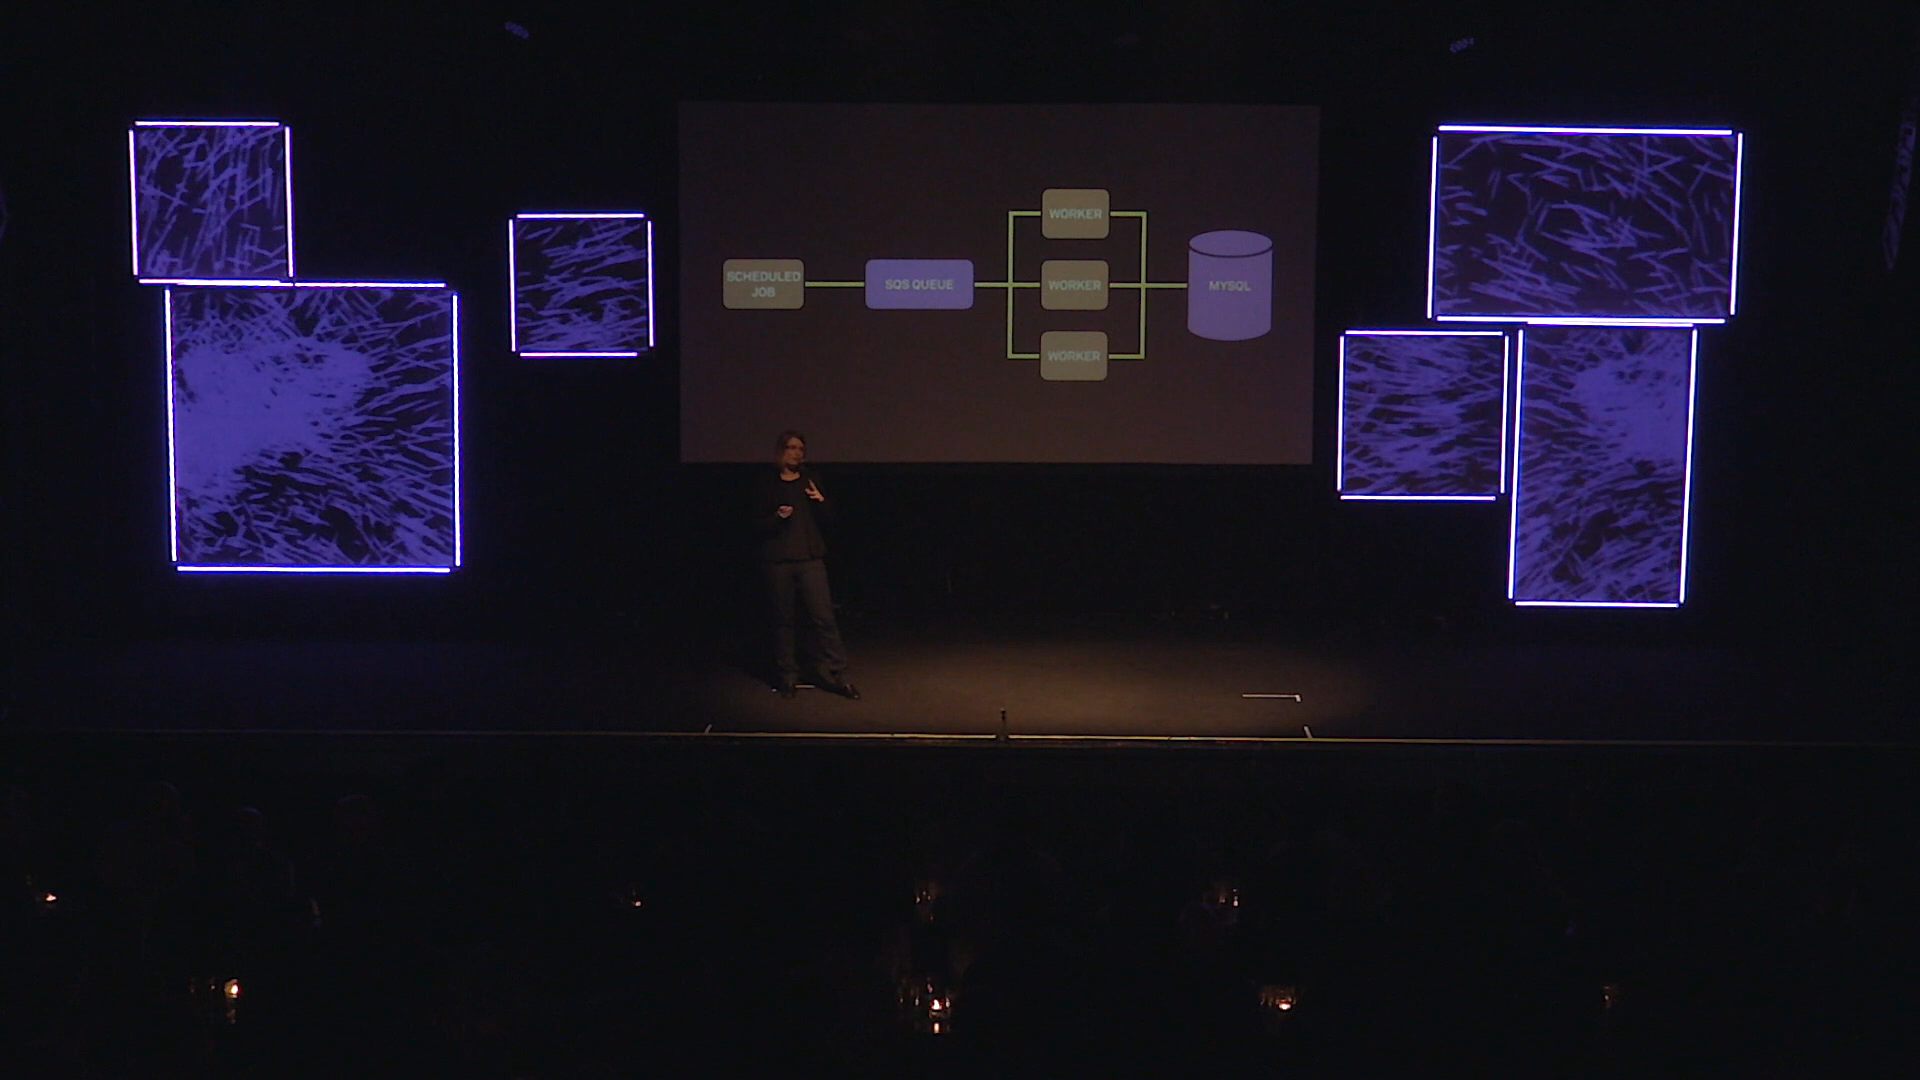 WORKER
SCHEDULED
JOB
SQS QUEUE
WORKER
MYSQL
WORKER